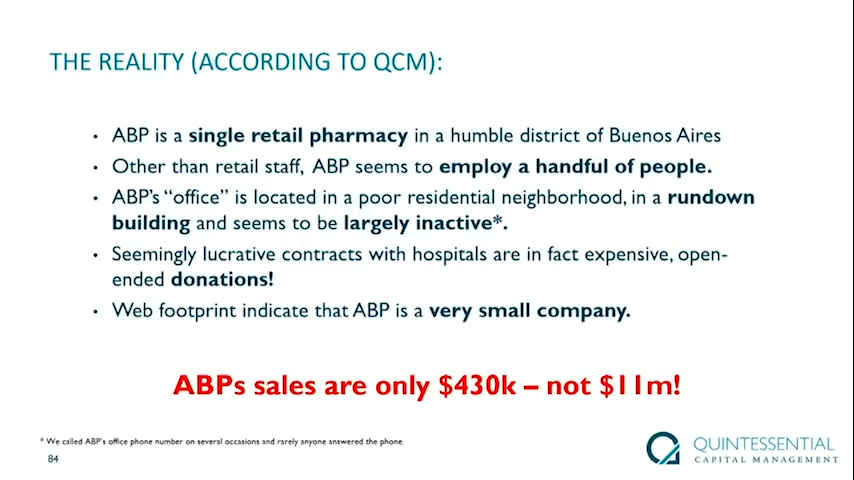 THE REALITY (ACCORDING TO QCM):
• ABP is a single retail pharmacy in a humble district of Buenos Aires
• Other than retail staff, ABP seems to employ a handful of people.
• ABP's “office” is located in a poor residential neighborhood, in a rundown
building and seems to be largely inactive*.
• Seemingly lucrative contracts with hospitals are in fact expensive, open-
ended donations!
• Web footprint indicate that ABP is a very small company.
ABPs sales are only $430k – not $11m!
* We called ABP's office phone number on several occasions and rarely anyone answered the phone.
84
QUINTESSENTIAL
CAPITAL MANAGEMENT